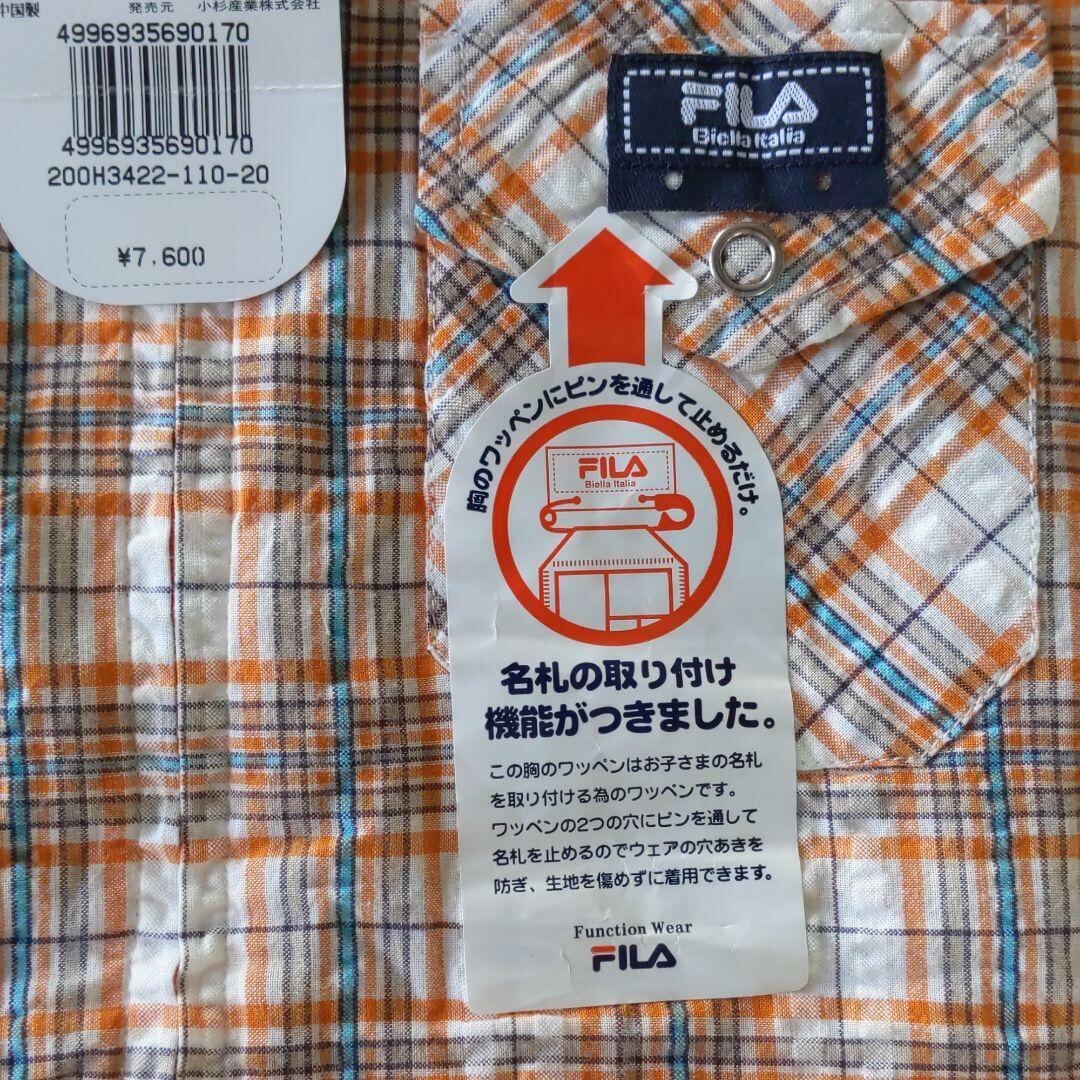 中国製 発売元 小杉産業株式会社
4996935690170
4996935690170
200H3422-110-20
¥7,600
FILA
Biella Italia
胸のワッペンにピンを通して止めるだけ。
FILA
Biella Italia
名札の取り付け
機能がつきました。
この胸のワッペンはお子さまの名札
を取り付ける為のワッペンです。
ワッペンの2つの穴にピンを通して
名札を止めるのでウェアの穴あきを
防ぎ、生地を傷めずに着用できます。
Function Wear
FILA